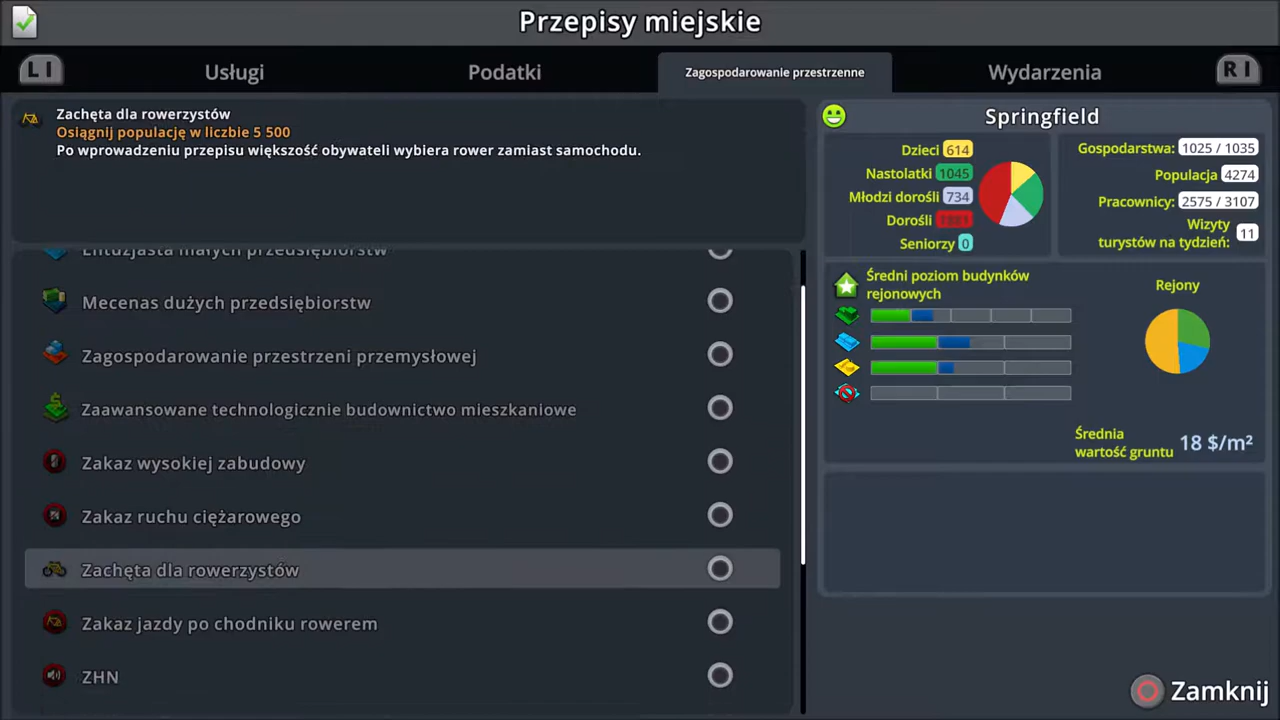 Przepisy miejskie
L1
Usługi
Podatki
Zagospodarowanie przestrzenne
Wydarzenia
R1
Zachęta dla rowerzystów
Osiągnij populację w liczbie 5 500
Po wprowadzeniu przepisu większość obywateli wybiera rower zamiast samochodu.
Entuzjasta małych przedsiębiorstw
Mecenas dużych przedsiębiorstw
Zagospodarowanie przestrzeni przemysłowej
Zaawansowane technologicznie budownictwo mieszkaniowe
Zakaz wysokiej zabudowy
Zakaz ruchu ciężarowego
Zachęta dla rowerzystów
Zakaz jazdy po chodniku rowerem
ZHN
Springfield
Dzieci 614
Nastolatki 1045
Młodzi dorośli 734
Dorośli
Seniorzy 0
Gospodarstwa: 1025 / 1035
Populacja 4274
Pracownicy: 2575 / 3107
Wizyty
turystów na tydzień: 11
Średni poziom budynków
rejonowych
Rejony
Średnia
wartość gruntu 18 $/m²
Zamknij